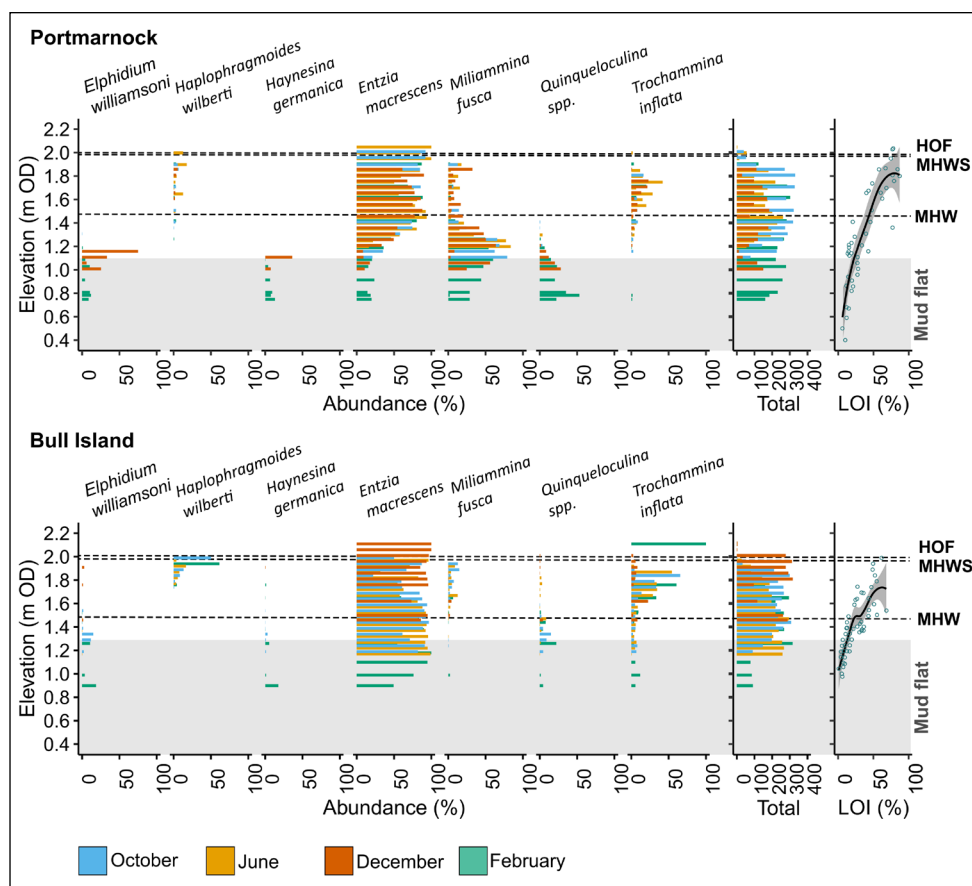 Portmarnock
Elphidium williamsoni
Haplophragmoides wilberti
Haynesina germanica
Entzia macrescens
Miliammina fusca
Quinqueloculina spp.
Trochammina inflata
Elevation (m OD)
2.2
2.0
1.8
1.6
1.4
1.2
1.0
0.8
0.6
0.4
HOF
MHWS
MHW
Mud flat
0 50 100 0 50 100 0 50 100 0 50 100 0 50 100 0 50 100 0 50 100 0 100 200 300 400 0 50 100
Abundance (%) Total LOI (%)
Bull Island
Elphidium williamsoni
Haplophragmoides wilberti
Haynesina germanica
Entzia macrescens
Miliammina fusca
Quinqueloculina spp.
Trochammina inflata
Elevation (m OD)
2.2
2.0
1.8
1.6
1.4
1.2
1.0
0.8
0.6
0.4
HOF
MHWS
MHW
Mud flat
0 50 100 0 50 100 0 50 100 0 50 100 0 50 100 0 50 100 0 50 100 0 100 200 300 400 0 50 100
Abundance (%) Total LOI (%)
October June December February